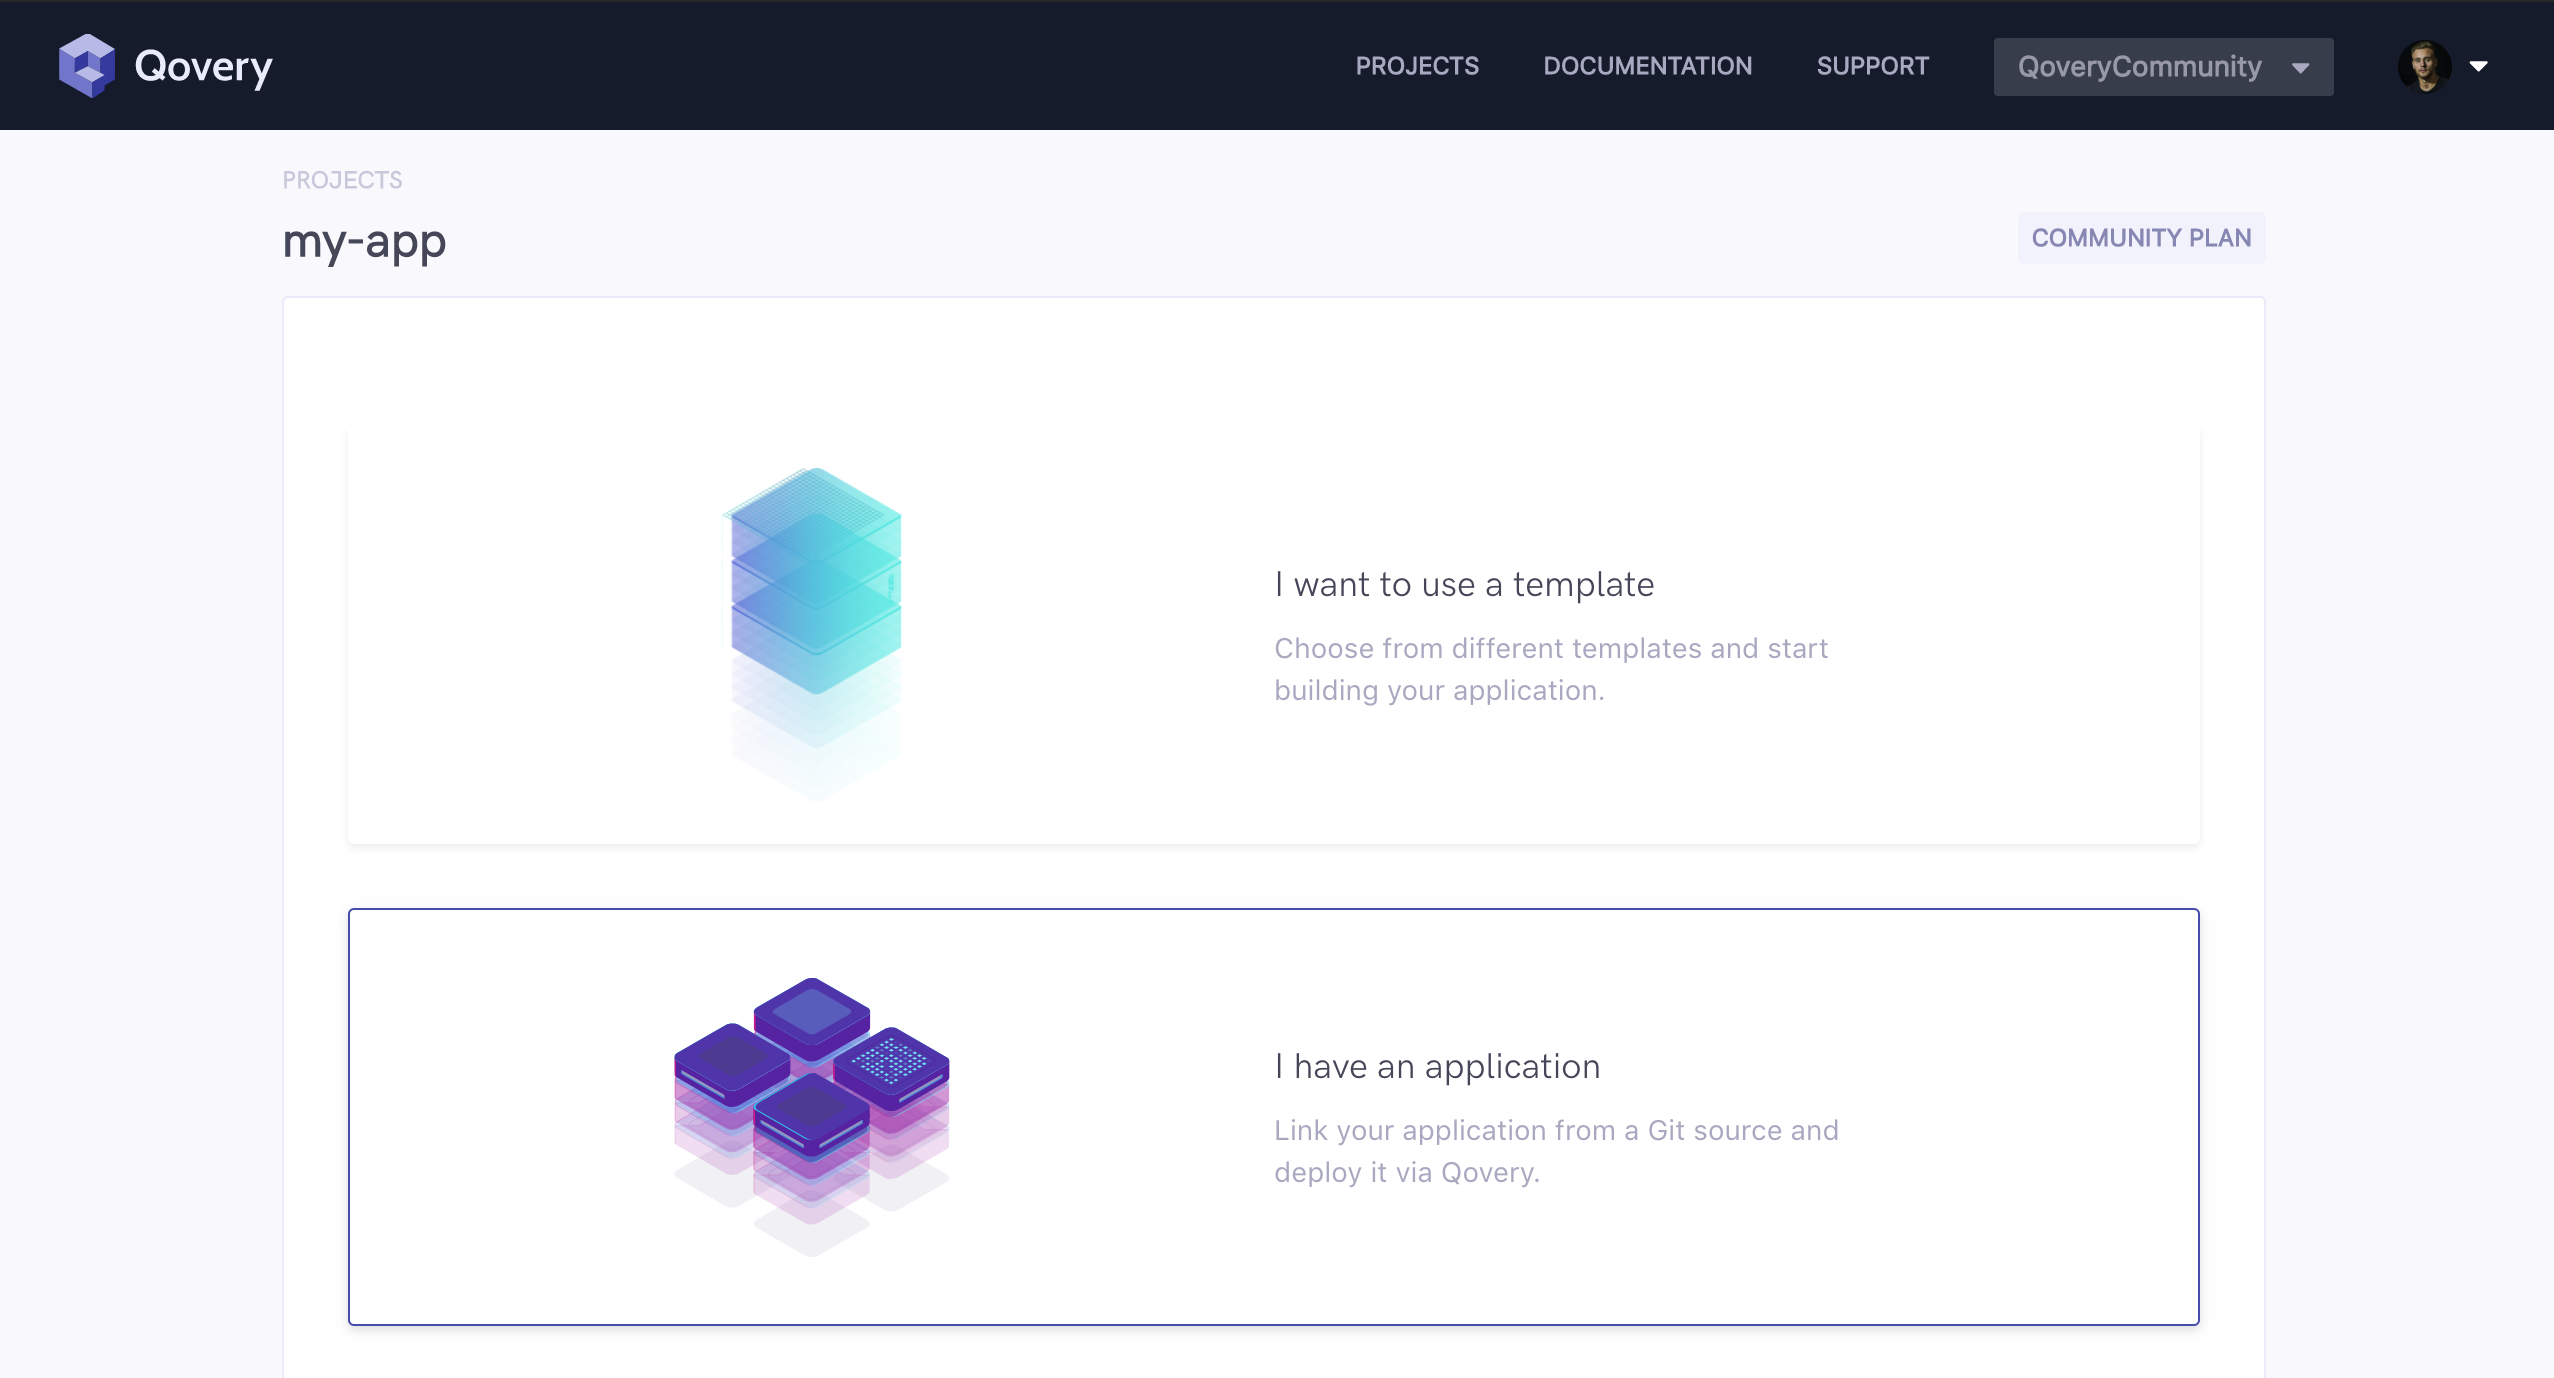 Qovery
PROJECTS
DOCUMENTATION
SUPPORT
QoveryCommunity
PROJECTS
my-app
COMMUNITY PLAN
I want to use a template
Choose from different templates and start
building your application.
I have an application
Link your application from a Git source and
deploy it via Qovery.